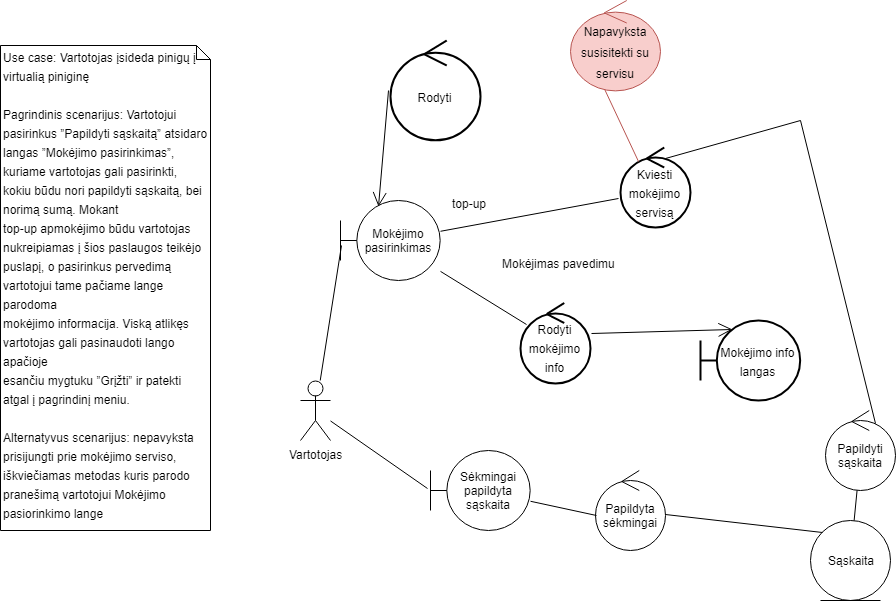 Use case: Vartotojas įsideda pinigų į
virtualią piniginę
Pagrindinis scenarijus: Vartotojui
pasirinkus ”Papildyti sąskaitą” atsidaro
langas ”Mokėjimo pasirinkimas”,
kuriame vartotojas gali pasirinkti,
kokiu būdu nori papildyti sąskaitą, bei
norimą sumą. Mokant
top-up apmokėjimo būdu vartotojas
nukreipiamas į šios paslaugos teikėjo
puslapį, o pasirinkus pervedimą
vartotojui tame pačiame lange
parodoma
mokėjimo informacija. Viską atlikęs
vartotojas gali pasinaudoti lango
apačioje
esančiu mygtuku ”Grįžti” ir patekti
atgal į pagrindinį meniu.
Alternatyvus scenarijus: nepavyksta
prisijungti prie mokėjimo serviso,
iškviečiamas metodas kuris parodo
pranešimą vartotojui Mokėjimo
pasiorinkimo lange
Napavyksta
susisitekti su
servisu
Rodyti
Kviesti
mokėjimo
servisą
top-up
Mokėjimo
pasirinkimas
Mokėjimas pavedimu
Rodyti
mokėjimo
info
Mokėjimo info
langas
Vartotojas
Papildyti
sąskaita
Sėkmingai
papildyta
sąskaita
Papildyta
sėkmingai
Sąskaita